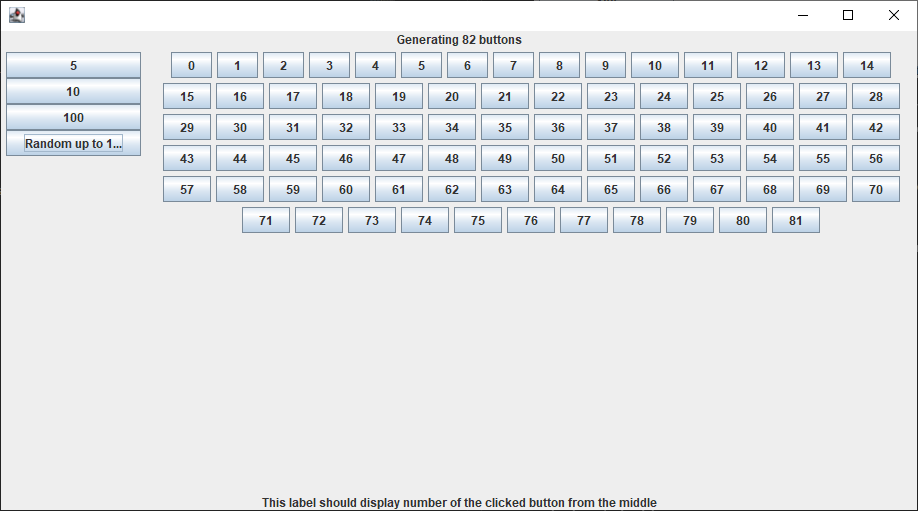 Generating 82 buttons
5
10
100
Random up to 1...
0 1 2 3 4 5 6 7 8 9 10 11 12 13 14
15 16 17 18 19 20 21 22 23 24 25 26 27 28
29 30 31 32 33 34 35 36 37 38 39 40 41 42
43 44 45 46 47 48 49 50 51 52 53 54 55 56
57 58 59 60 61 62 63 64 65 66 67 68 69 70
71 72 73 74 75 76 77 78 79 80 81
This label should display number of the clicked button from the middle